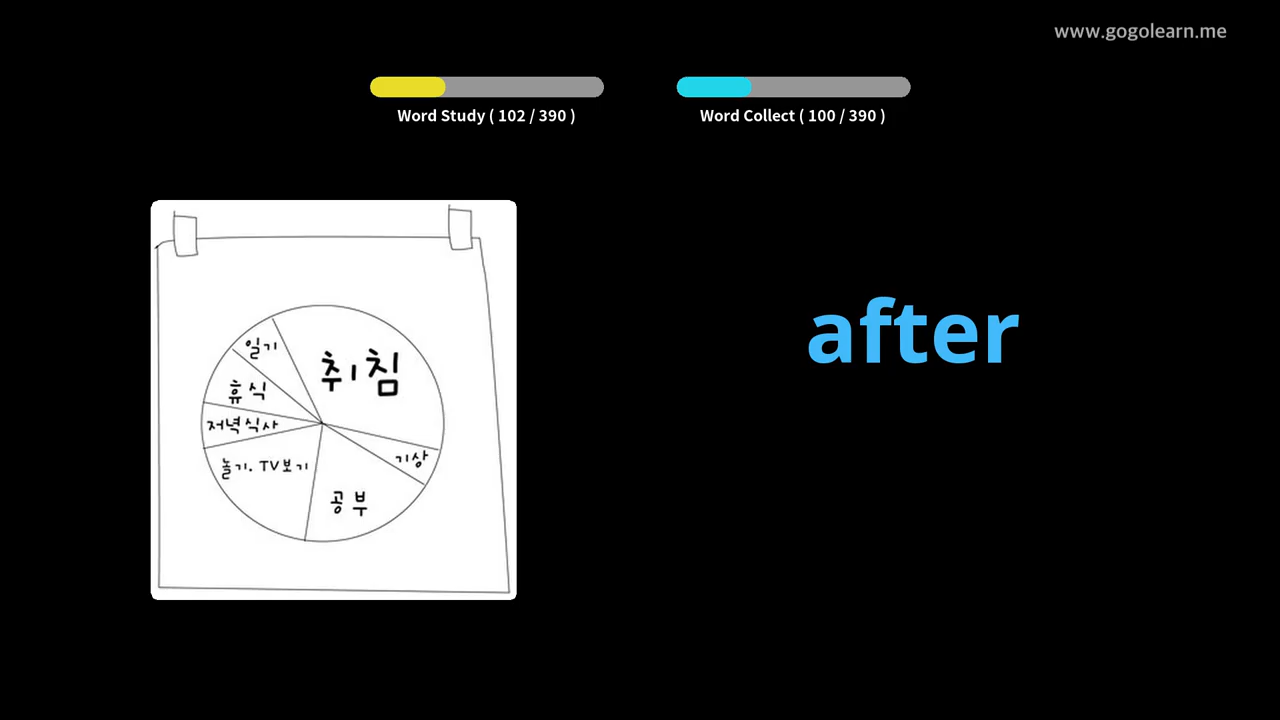 www.gogolearn.me
Word Study ( 102 / 390 )
Word Collect ( 100 / 390 )
일기
취침
휴식
저녁식사
놀기. TV보기
기상
공부
after